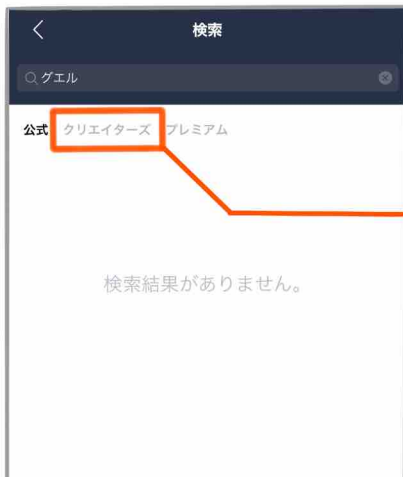 検索
グエル
公式 クリエイターズ プレミアム
検索結果がありません。